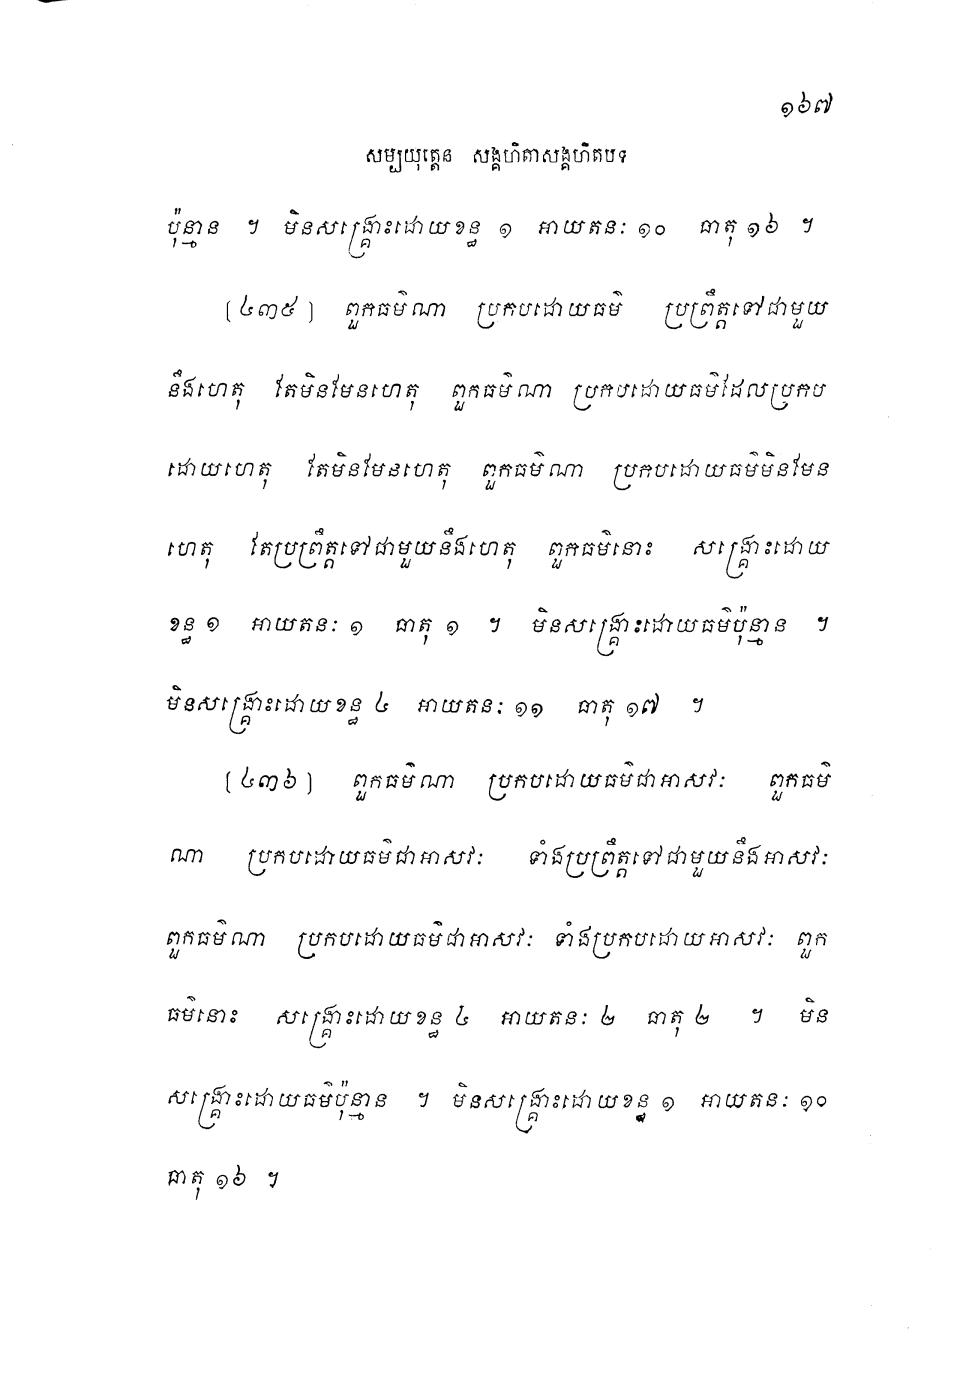 ១៦៧
សម្បយុត្តេន សង្គហិតាសង្គហិតបទ
ប៉ុន្មាន ។ មិនសង្គ្រោះដោយខន្ធ ១ អាយតនៈ ១០ ធាតុ ១៦ ។
(៤៣៥) ពួកធម៌ណា ប្រកបដោយធម៌ ប្រព្រឹត្តទៅជាមួយ
នឹងហេតុ តែមិនមែនហេតុ ពួកធម៌ណា ប្រកបដោយធម៌ដែលប្រកប
ដោយហេតុ តែមិនមែនហេតុ ពួកធម៌ណា ប្រកបដោយធម៌មិនមែន
ហេតុ តែប្រព្រឹត្តទៅជាមួយនឹងហេតុ ពួកធម៌នោះ សង្គ្រោះដោយ
ខន្ធ ១ អាយតនៈ ១ ធាតុ ១ ។ មិនសង្គ្រោះដោយធម៌ប៉ុន្មាន ។
មិនសង្គ្រោះដោយខន្ធ ៤ អាយតនៈ ១១ ធាតុ ១៧ ។
(៤៣៦) ពួកធម៌ណា ប្រកបដោយធម៌ជាអាសវៈ ពួកធម៌
ណា ប្រកបដោយធម៌ជាអាសវៈ ទាំងប្រព្រឹត្តទៅជាមួយនឹងអាសវៈ
ពួកធម៌ណា ប្រកបដោយធម៌ជាអាសវៈ ទាំងប្រកបដោយអាសវៈ ពួក
ធម៌នោះ សង្គ្រោះដោយខន្ធ ៤ អាយតនៈ ២ ធាតុ ២ ។ មិន
សង្គ្រោះដោយធម៌ប៉ុន្មាន ។ មិនសង្គ្រោះដោយខន្ធ ១ អាយតនៈ ១០
ធាតុ ១៦ ។